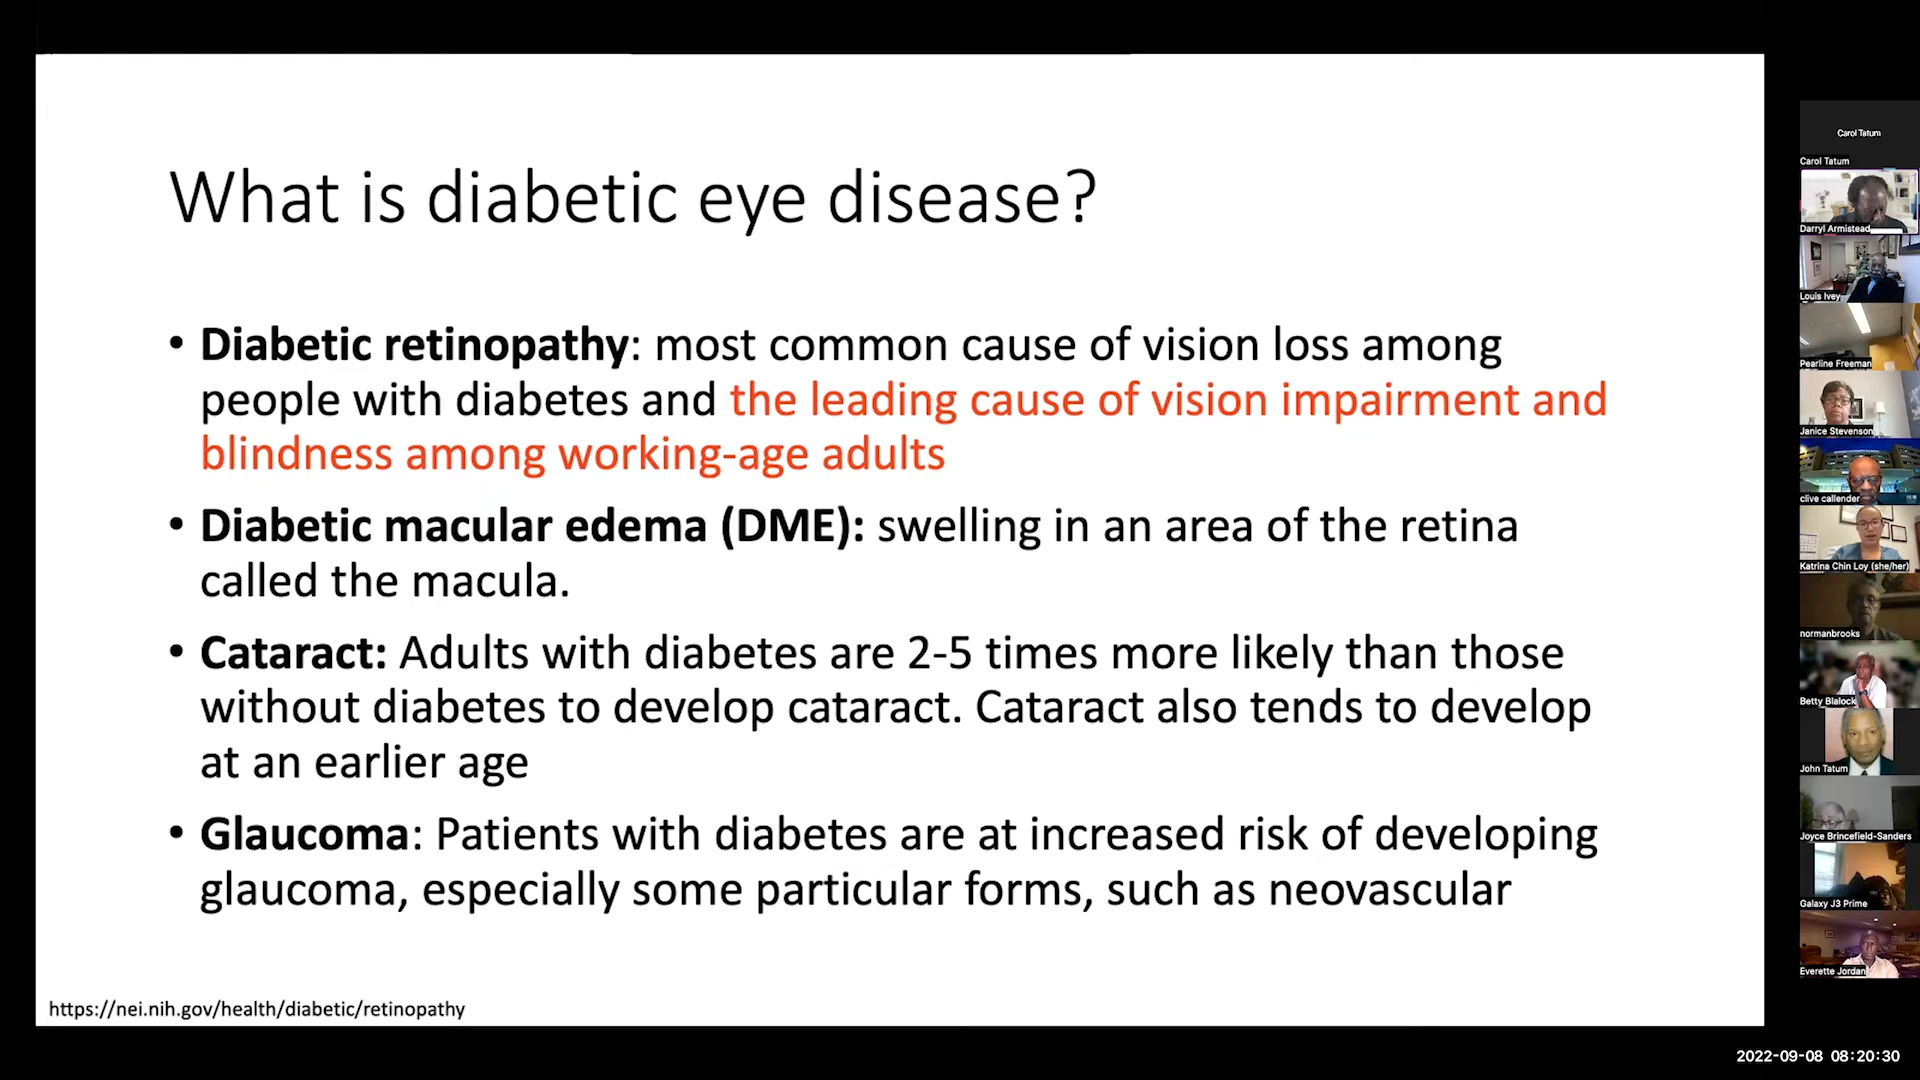 What is diabetic eye disease?
• Diabetic retinopathy: most common cause of vision loss among
people with diabetes and the leading cause of vision impairment and
blindness among working-age adults
• Diabetic macular edema (DME): swelling in an area of the retina
called the macula.
• Cataract: Adults with diabetes are 2-5 times more likely than those
without diabetes to develop cataract. Cataract also tends to develop
at an earlier age
• Glaucoma: Patients with diabetes are at increased risk of developing
glaucoma, especially some particular forms, such as neovascular
https://nei.nih.gov/health/diabetic/retinopathy
Carol Tatum
Carol Tatum
Darryl Armistead
Louis Ivey
Pearline Freeman
Janice Stevenson
clive callender
Katrina Chin Loy (she/her)
normanbrooks
Betty Blalock
John Tatum
Joyce Brincefield-Sanders
Galaxy J3 Prime
Everette Jordan
2022-09-08 08:20:30